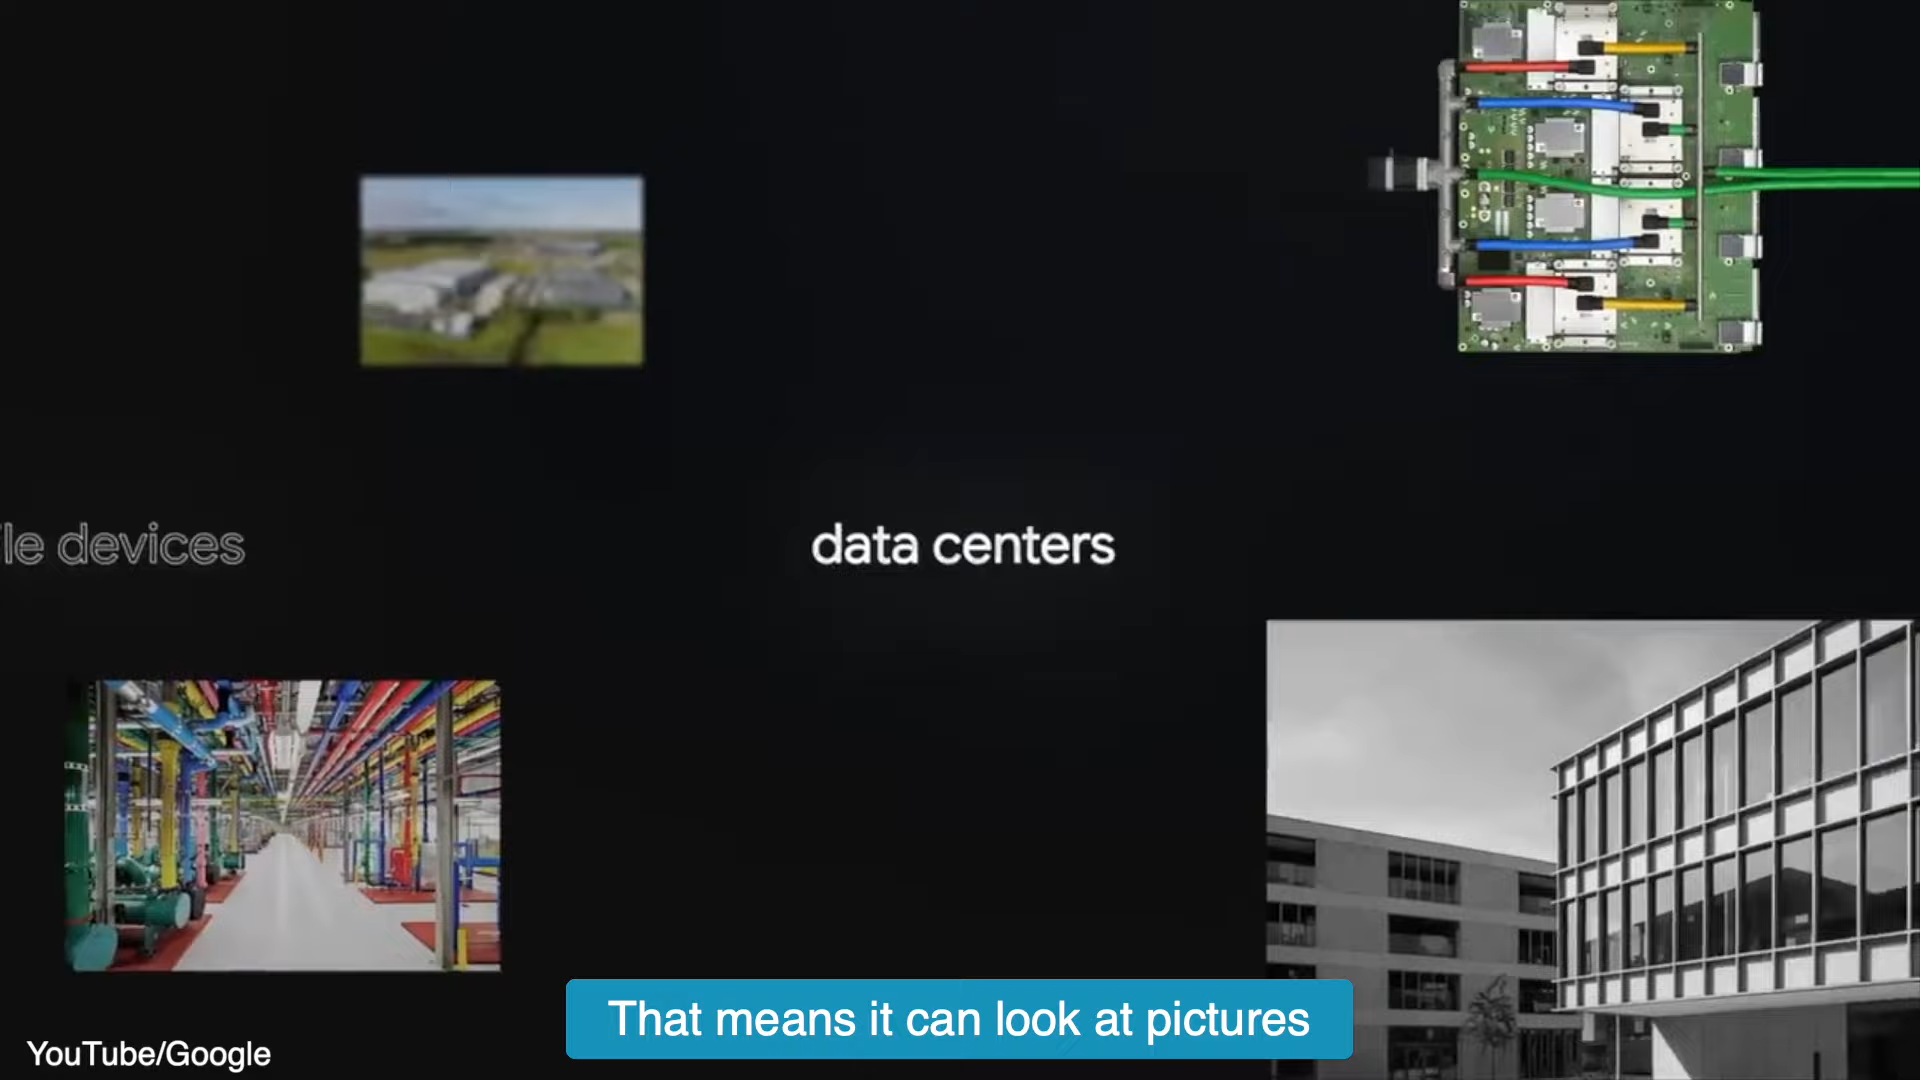 le devices
data centers
That means it can look at pictures
YouTube/Google